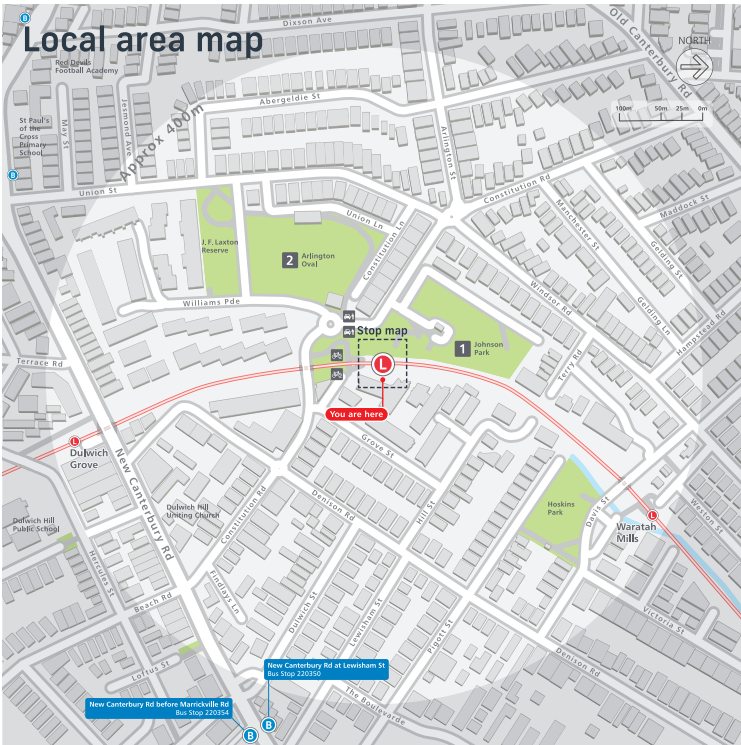 Local area map
B
Dixson Ave
Old Canterbury Rd
NORTH
Red Devils
Football Academy
Jesmond Ave
Abergeldie St
100m 50m 25m 0m
St Paul's
of the
Cross
Primary
School
May St
Approx 400m
Arlington St
B
Union St
Constitution Rd
Maddock St
Union Ln
Constitution Ln
Manchester St
Gelding St
J. F. Laxton
Reserve
2
Arlington
Oval
Windsor Rd
Williams Pde
Gelding Ln
Hampstead Rd
Stop map
1
Johnson
Park
Terry Rd
Terrace Rd
L
You are here
L
Dulwich
Grove
New Canterbury Rd
Grove St
Dulwich Hill
Uniting Church
Constitution Rd
Denison Rd
Hill St
Hoskins
Park
Davis St
Weston St
L
Waratah
Mills
Dulwich Hill
Public School
Hercules St
Findlays Ln
Beach Rd
Dulwich St
Lewisham St
Pigott St
Victoria St
Denison Rd
Loftus St
New Canterbury Rd at Lewisham St
Bus Stop 220350
The Boulevarde
New Canterbury Rd before Marrickville Rd
Bus Stop 220354
B
B